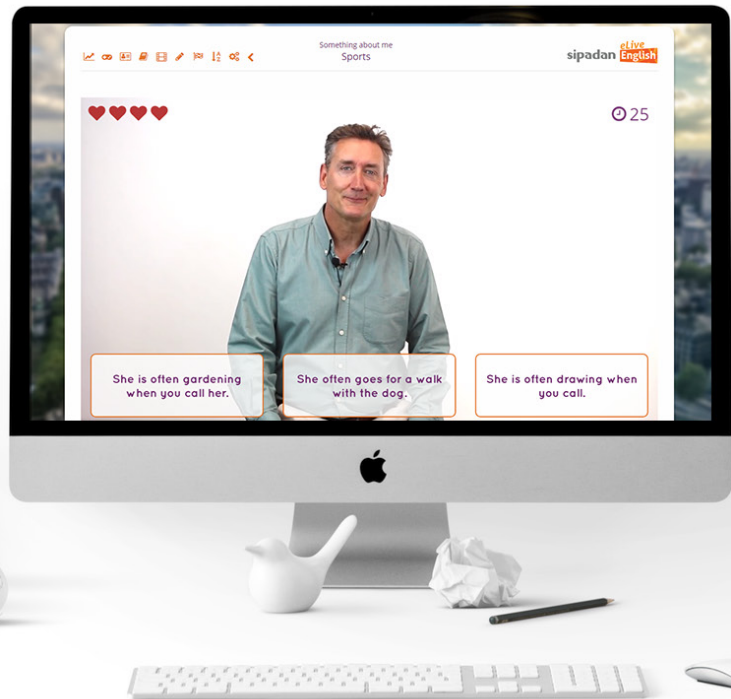 Something about me
Sports
sipadan eLive English
25
She is often gardening
when you call her.
She often goes for a walk
with the dog.
She is often drawing when
you call.